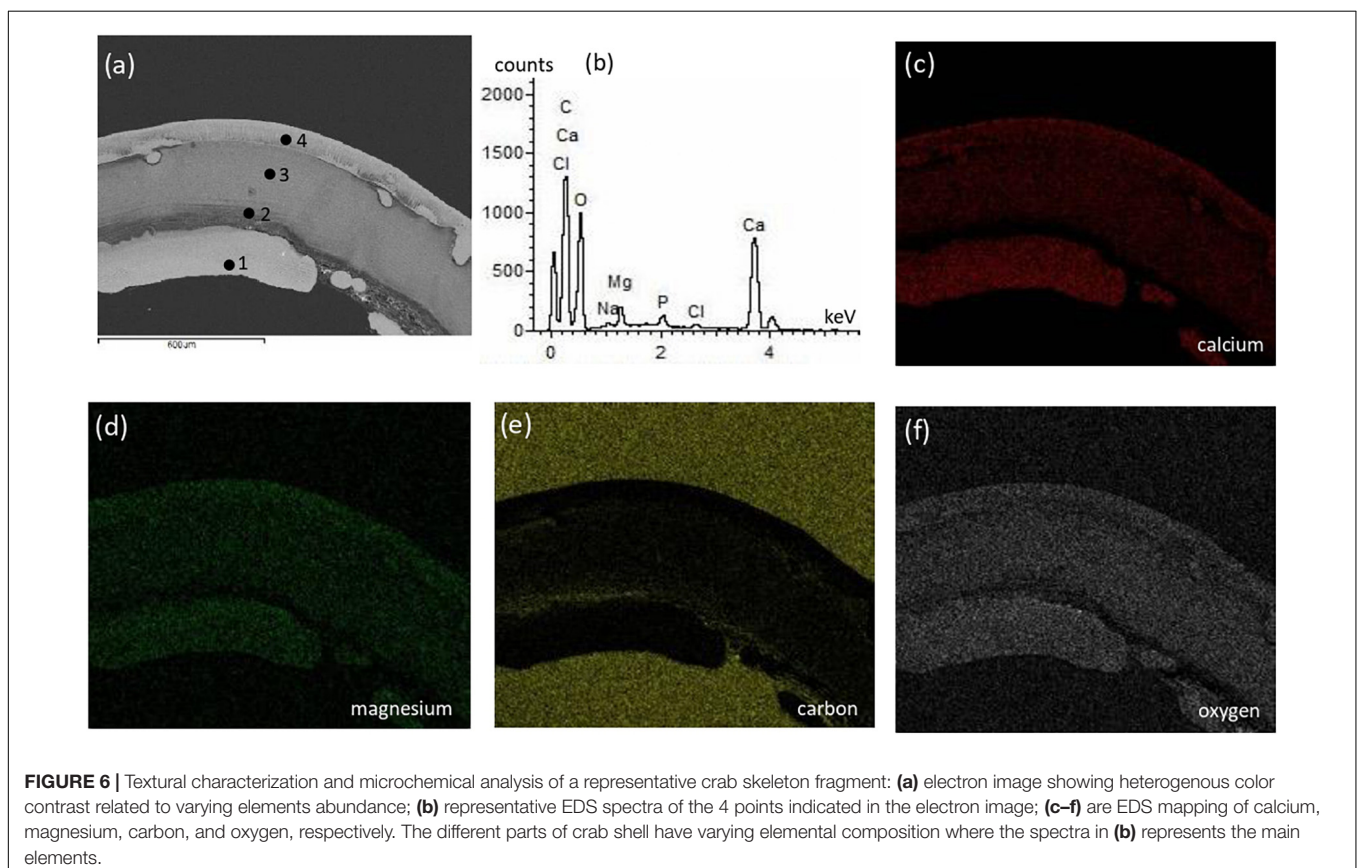 (a)
4
3
2
1
600µm
counts (b)
2000
1500
1000
500
0
C
Ca
Cl
O
Na
Mg
P
Cl
Ca
keV
0 2 4
(c)
calcium
(d)
magnesium
(e)
carbon
(f)
oxygen
FIGURE 6 | Textural characterization and microchemical analysis of a representative crab skeleton fragment: (a) electron image showing heterogenous color
contrast related to varying elements abundance; (b) representative EDS spectra of the 4 points indicated in the electron image; (c–f) are EDS mapping of calcium,
magnesium, carbon, and oxygen, respectively. The different parts of crab shell have varying elemental composition where the spectra in (b) represents the main
elements.